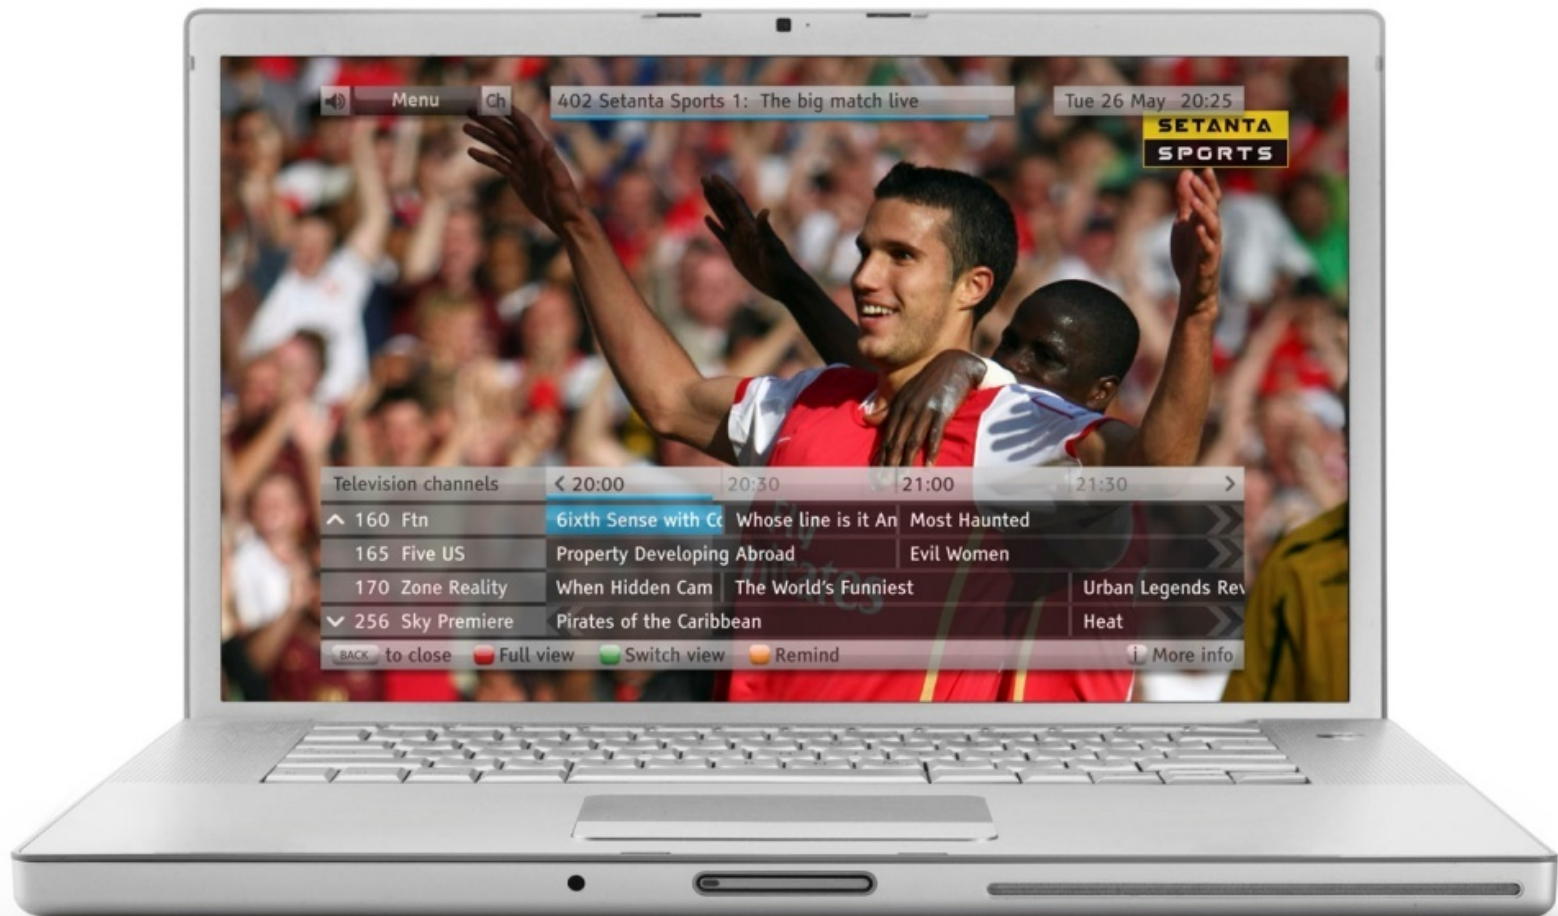 Menu Ch 402 Setanta Sports 1: The big match live Tue 26 May 20:25
SETANTA
SPORTS
Television channels < 20:00 20:30 21:00 21:30 >
160 Ftn 6ixth Sense with Co Whose line is it An Most Haunted
165 Five US Property Developing Abroad Evil Women
170 Zone Reality When Hidden Cam The World's Funniest Urban Legends Rev
256 Sky Premiere Pirates of the Caribbean Heat
BACK to close Full view Switch view Remind i More info
Fly
Emirates